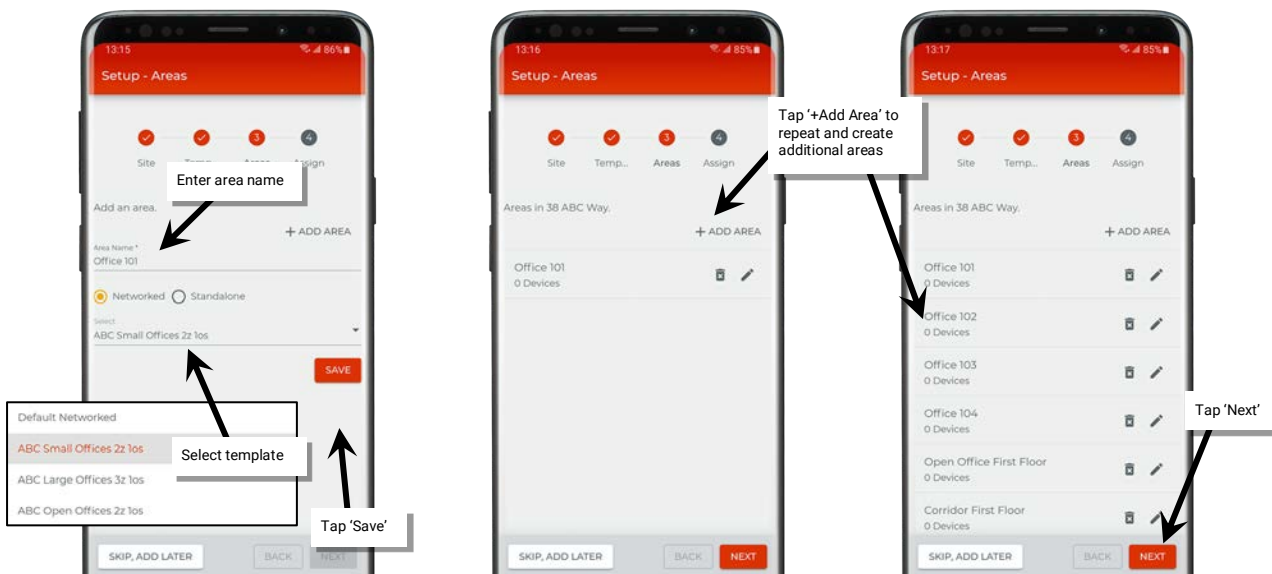 13:15 86%
Setup - Areas
3 4
Site Temp... Areas Assign
Enter area name
Add an area.
+ ADD AREA
Area Name *
Office 101
Networked Standalone
Select
ABC Small Offices 2z 1os
SAVE
Default Networked
ABC Small Offices 2z 1os
ABC Large Offices 3z 1os
ABC Open Offices 2z 1os
Select template
Tap ‘Save’
SKIP, ADD LATER BACK NEXT
13:16 85%
Setup - Areas
3 4
Site Temp... Areas Assign
Tap ‘+Add Area’ to
repeat and create
additional areas
Areas in 38 ABC Way.
+ ADD AREA
Office 101
0 Devices
SKIP, ADD LATER BACK NEXT
13:17 85%
Setup - Areas
3 4
Site Temp... Areas Assign
Areas in 38 ABC Way.
+ ADD AREA
Office 101
0 Devices
Office 102
0 Devices
Office 103
0 Devices
Office 104
0 Devices
Open Office First Floor
0 Devices
Corridor First Floor
0 Devices
Tap ‘Next’
SKIP, ADD LATER BACK NEXT